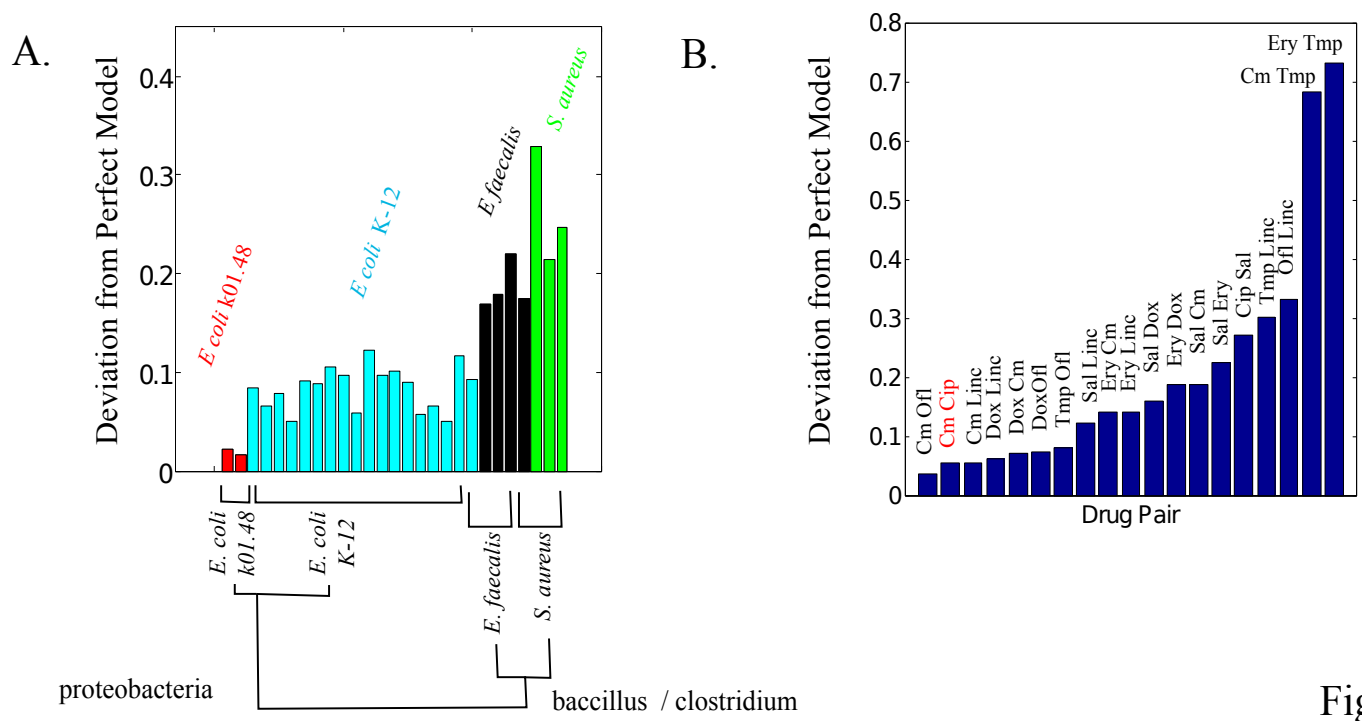 A.
Deviation from Perfect Model
0.4
0.3
0.2
0.1
0
E coli k01.48
E coli K-12
E faecalis
S. aureus
E. coli
k01.48
E. coli
K-12
E. faecalis
S. aureus
proteobacteria
baccillus / clostridium
B.
Deviation from Perfect Model
0.8
0.7
0.6
0.5
0.4
0.3
0.2
0.1
0
Cm Ofl
Cm Cip
Cm Linc
Dox Linc
Dox Cm
DoxOfl
Tmp Ofl
Sal Linc
Ery Cm
Ery Linc
Sal Dox
Ery Dox
Sal Cm
Sal Ery
Cip Sal
Tmp Linc
Ofl Linc
Cm Tmp
Ery Tmp
Drug Pair
Fig